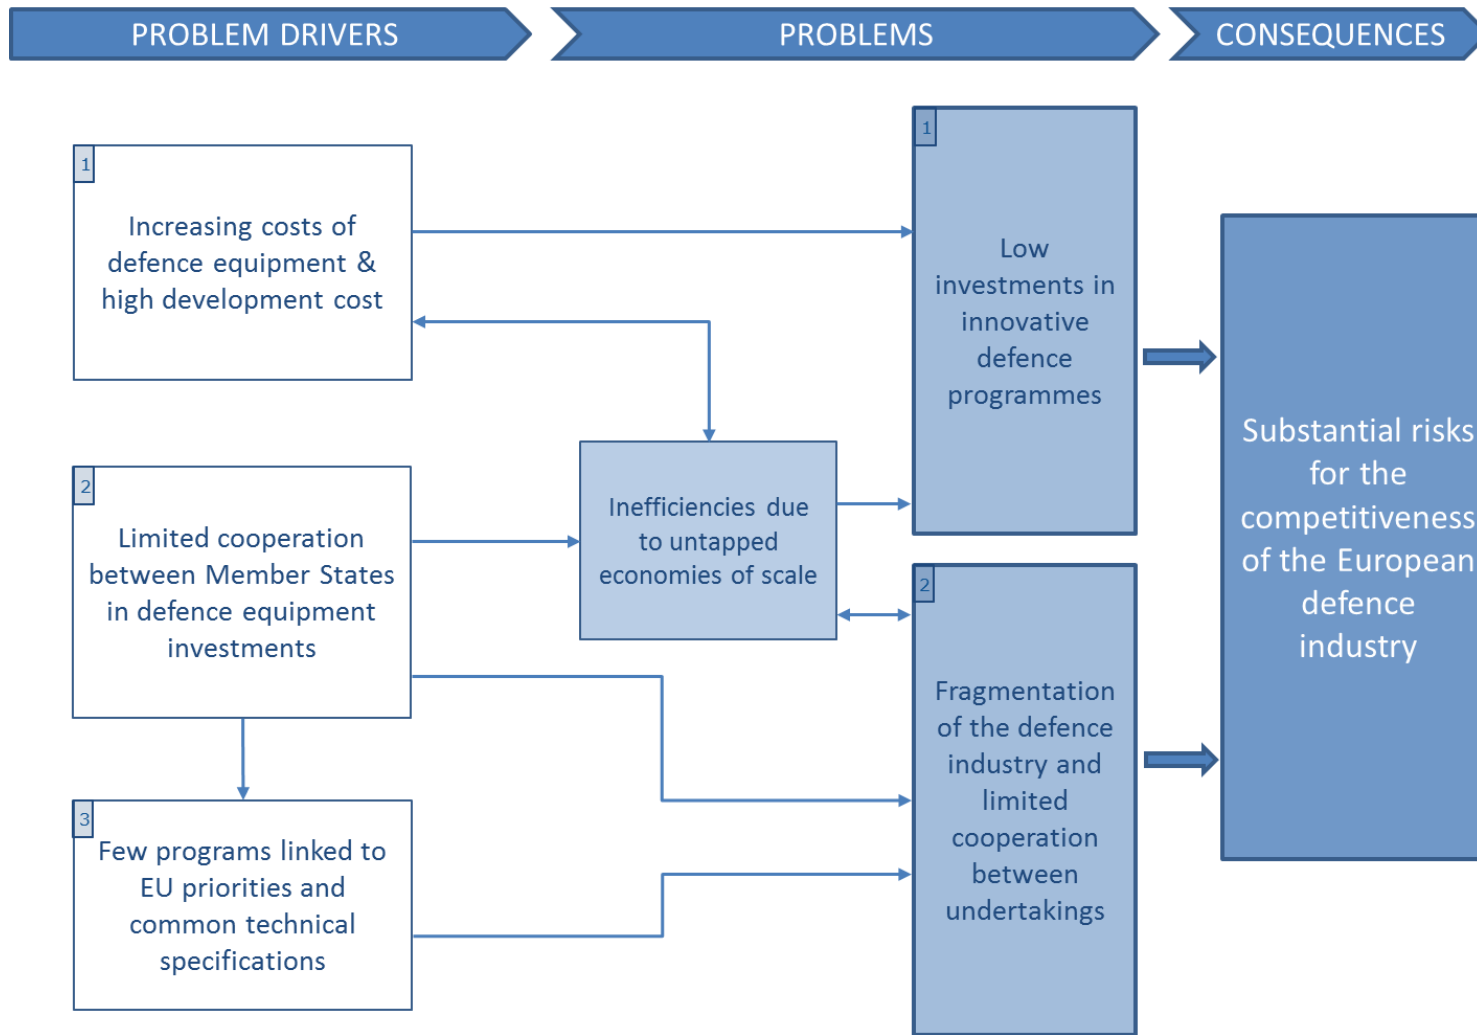 PROBLEM DRIVERS
PROBLEMS
CONSEQUENCES
1
Increasing costs of
defence equipment &
high development cost
2
Limited cooperation
between Member States
in defence equipment
investments
3
Few programs linked to
EU priorities and
common technical
specifications
Inefficiencies due
to untapped
economies of scale
1
Low
investments in
innovative
defence
programmes
2
Fragmentation
of the defence
industry and
limited
cooperation
between
undertakings
Substantial risks
for the
competitiveness
of the European
defence
industry